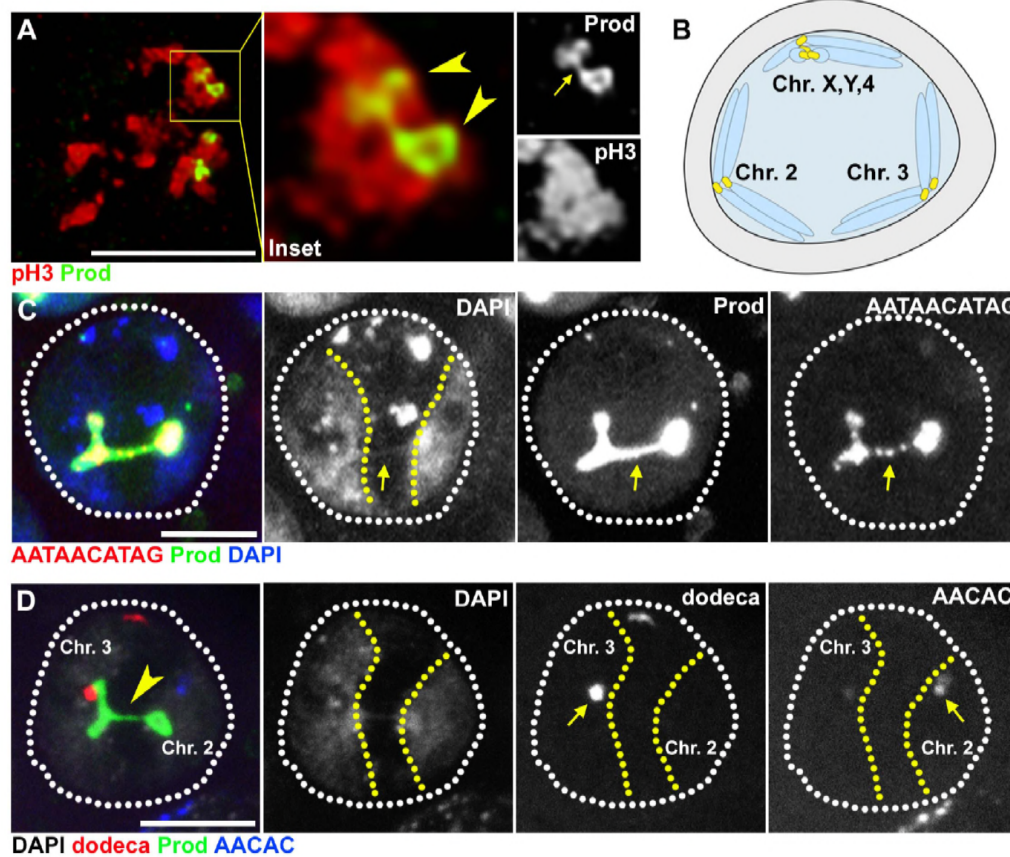 A
Prod
B
Inset
pH3
Chr. X,Y,4
Chr. 2
Chr. 3
pH3 Prod
C
DAPI
Prod
AATAACATAG
AATAACATAG Prod DAPI
D
DAPI
dodeca
AACAC
Chr. 3
Chr. 2
Chr. 3
Chr. 2
Chr. 3
Chr. 2
DAPI dodeca Prod AACAC